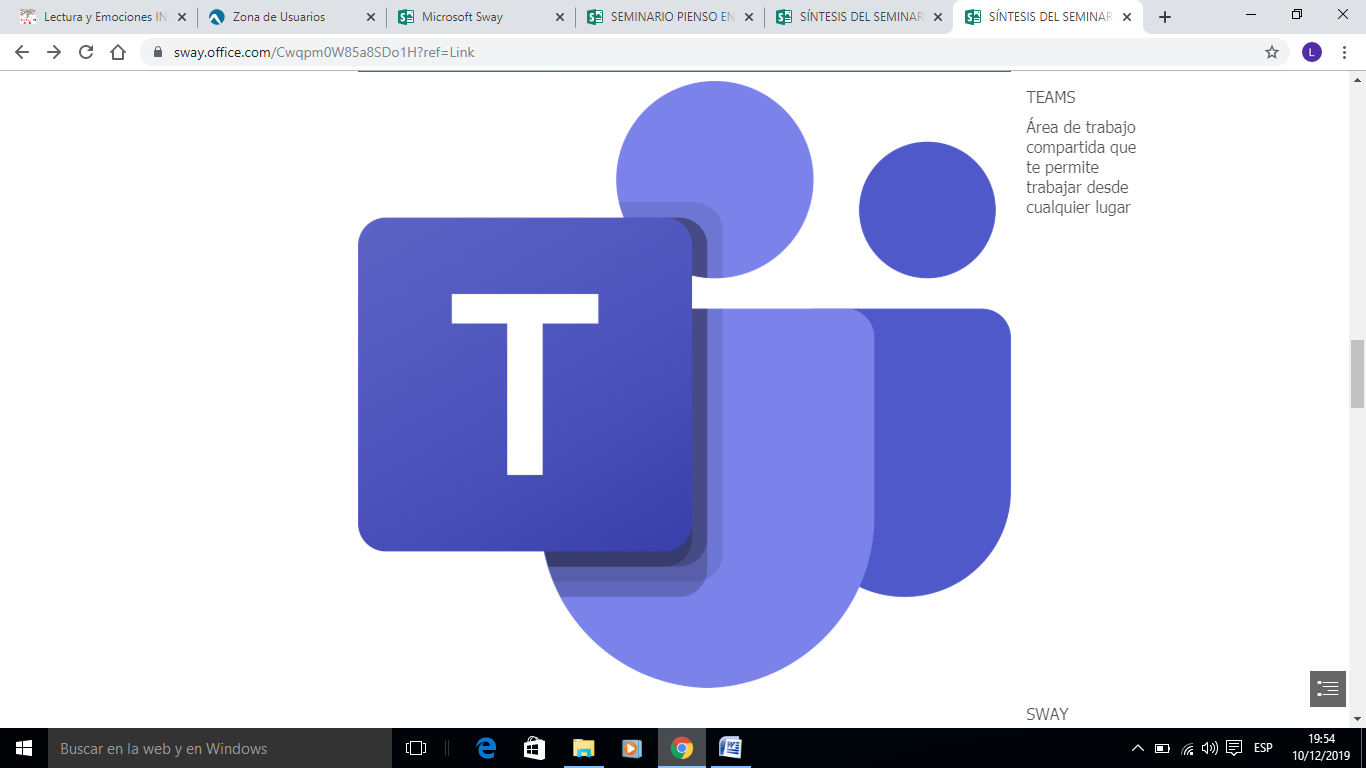 Lectura y Emociones IN
Zona de Usuarios
Microsoft Sway
SEMINARIO PIENSO EN
SÍNTESIS DEL SEMINAR
SÍNTESIS DEL SEMINAR
sway.office.com/Cwqpm0W85a8SDo1H?ref=Link
L
TEAMS
Área de trabajo
compartida que
te permite
trabajar desde
cualquier lugar
T
SWAY
Buscar en la web y en Windows
ESP
19:54
10/12/2019